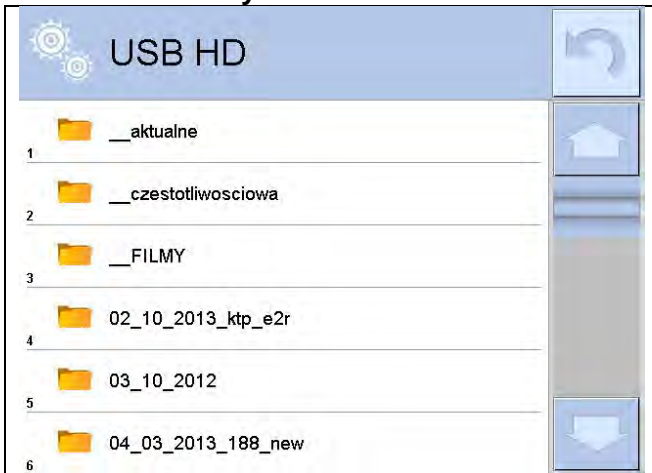 USB HD
__aktualne
1
__czestotliwosciowa
2
__FILMY
3
02_10_2013_ktp_e2r
4
03_10_2012
5
04_03_2013_188_new
6